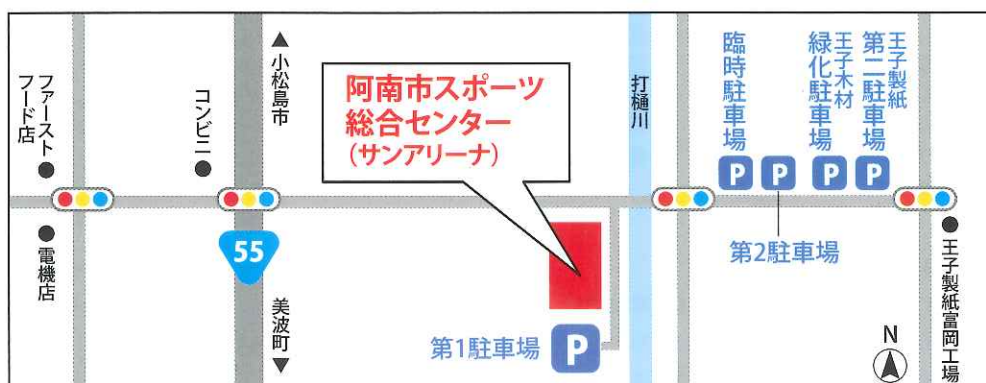 ファースト
フード店
電機店
コンビニ
小松島市
55
美波町
阿南市スポーツ
総合センター
(サンアリーナ)
第1駐車場
P
打樋川
臨時駐車場
P
P
第2駐車場
王子木材
緑化駐車場
P
王子製紙
第二駐車場
P
王子製紙富岡工場
N